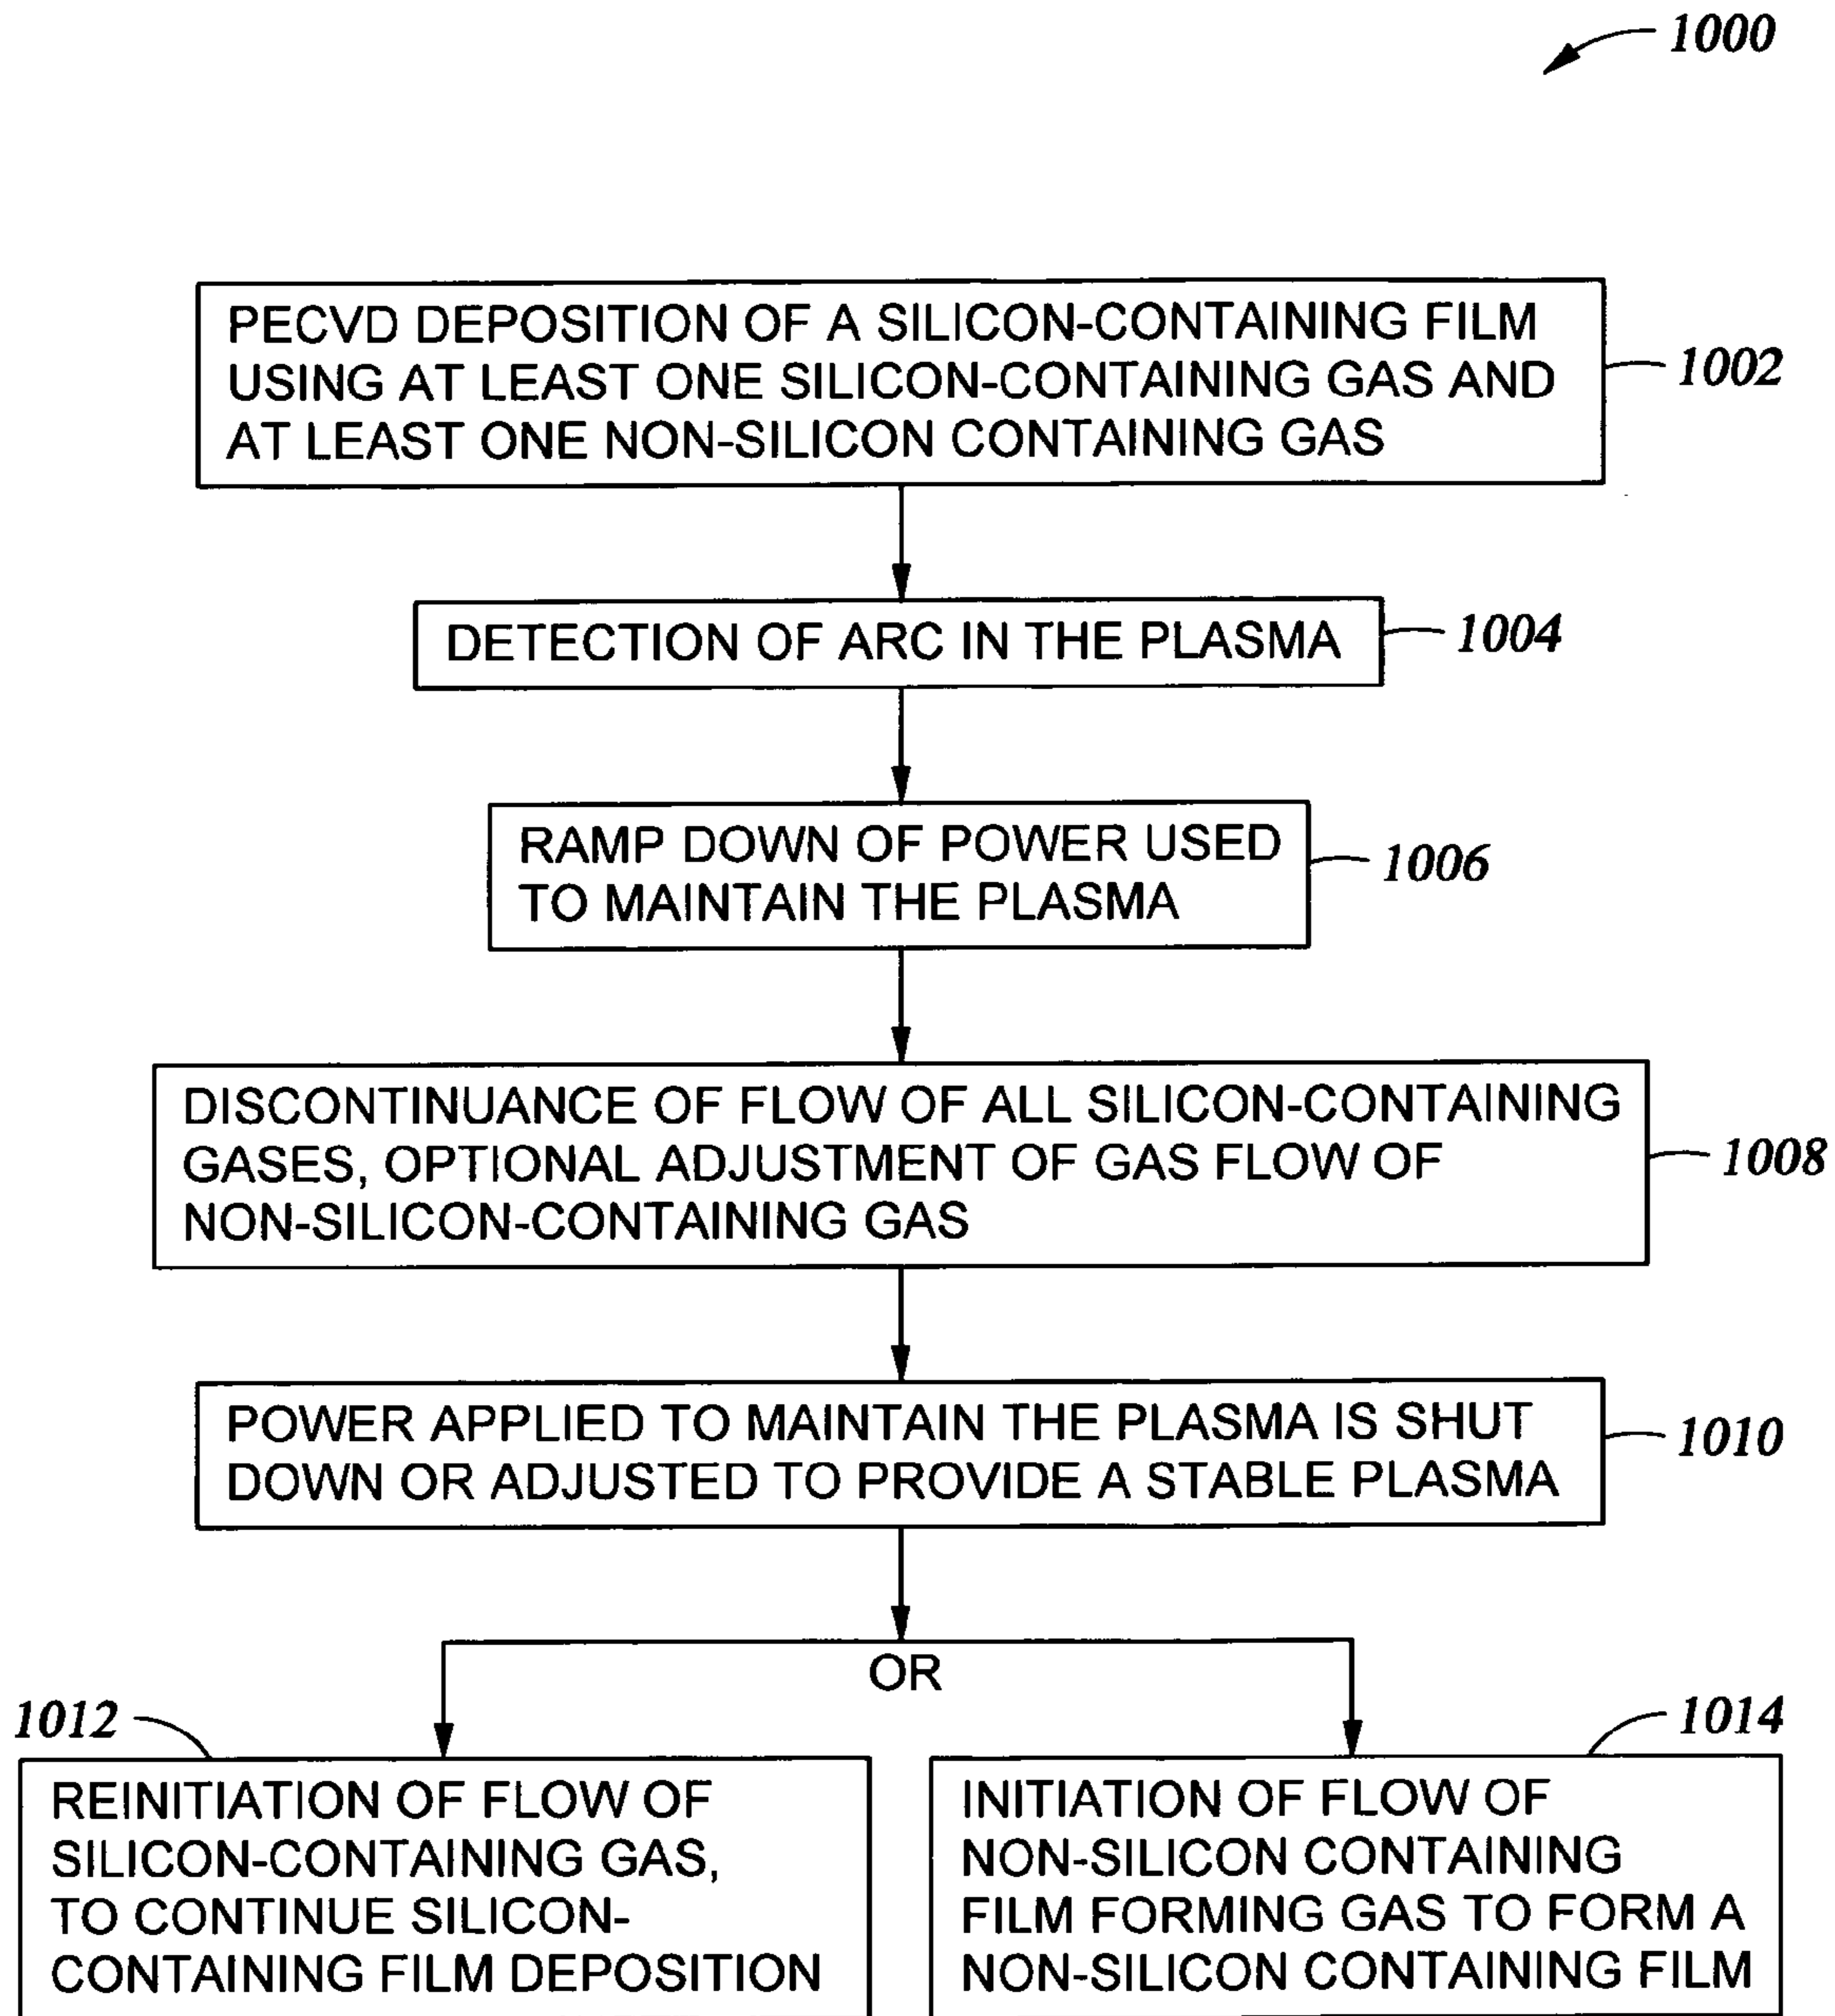 1000
PECVD DEPOSITION OF A SILICON-CONTAINING FILM
USING AT LEAST ONE SILICON-CONTAINING GAS AND
AT LEAST ONE NON-SILICON CONTAINING GAS
1002
DETECTION OF ARC IN THE PLASMA
1004
RAMP DOWN OF POWER USED
TO MAINTAIN THE PLASMA
1006
DISCONTINUANCE OF FLOW OF ALL SILICON-CONTAINING
GASES, OPTIONAL ADJUSTMENT OF GAS FLOW OF
NON-SILICON-CONTAINING GAS
1008
POWER APPLIED TO MAINTAIN THE PLASMA IS SHUT
DOWN OR ADJUSTED TO PROVIDE A STABLE PLASMA
1010
OR
1012
REINITIATION OF FLOW OF
SILICON-CONTAINING GAS,
TO CONTINUE SILICON-
CONTAINING FILM DEPOSITION
1014
INITIATION OF FLOW OF
NON-SILICON CONTAINING
FILM FORMING GAS TO FORM A
NON-SILICON CONTAINING FILM